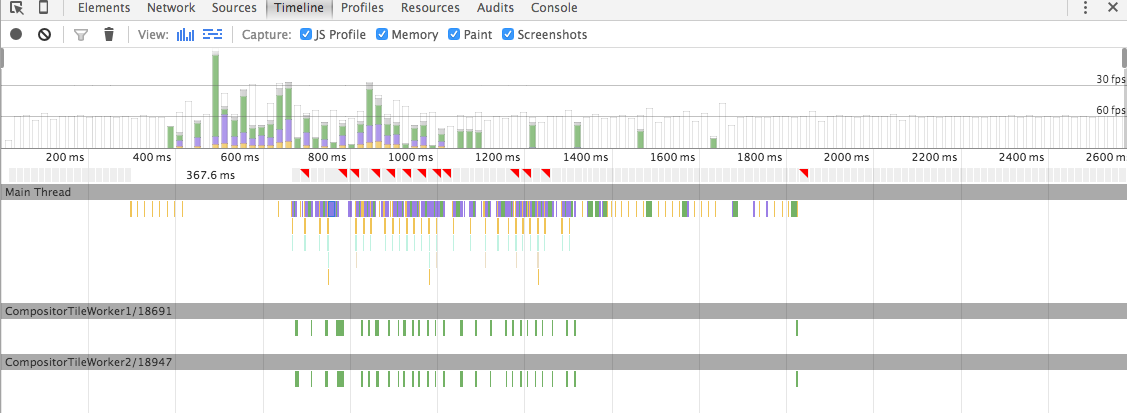 Elements Network Sources Timeline Profiles Resources Audits Console
View: Capture: JS Profile Memory Paint Screenshots
30 fps
60 fps
200 ms 400 ms 600 ms 800 ms 1000 ms 1200 ms 1400 ms 1600 ms 1800 ms 2000 ms 2200 ms 2400 ms 2600 ms
367.6 ms
Main Thread
CompositorTileWorker1/18691
CompositorTileWorker2/18947